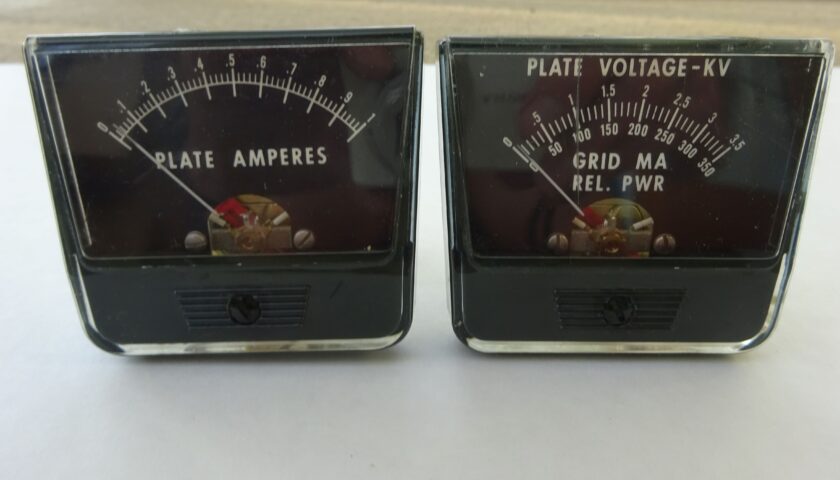 0 .1 .2 .3 .4 .5 .6 .7 .8 .9 1
PLATE AMPERES
PLATE VOLTAGE-KV
0 .5 1 1.5 2 2.5 3 3.5
0 50 100 150 200 250 300 350
GRID MA
REL. PWR